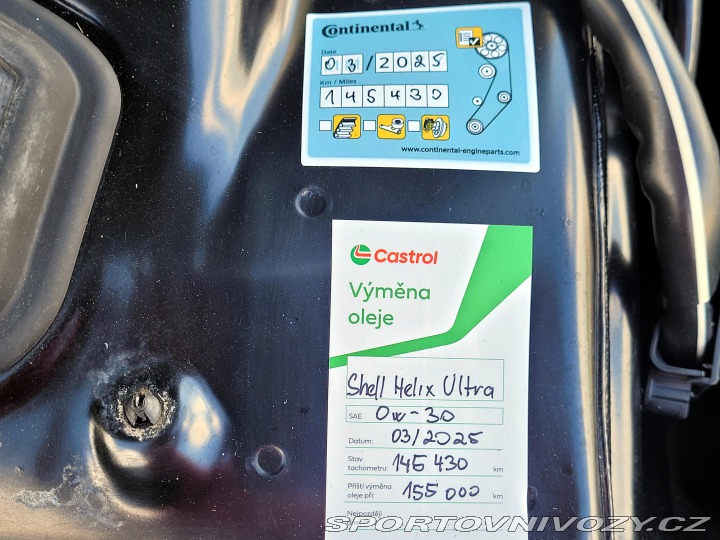 Continental
Date
03/2025
Km / Miles
145430
www.continental-engineparts.com
Castrol
Výměna
oleje
Shell Helix Ultra
SAE 0w-30
Datum: 03/2025
Stav
tachometru: 145 430 km
Příští výměna
oleje při: 155 000 km
Nejpozději
SPORTOVNIVOZY.CZ